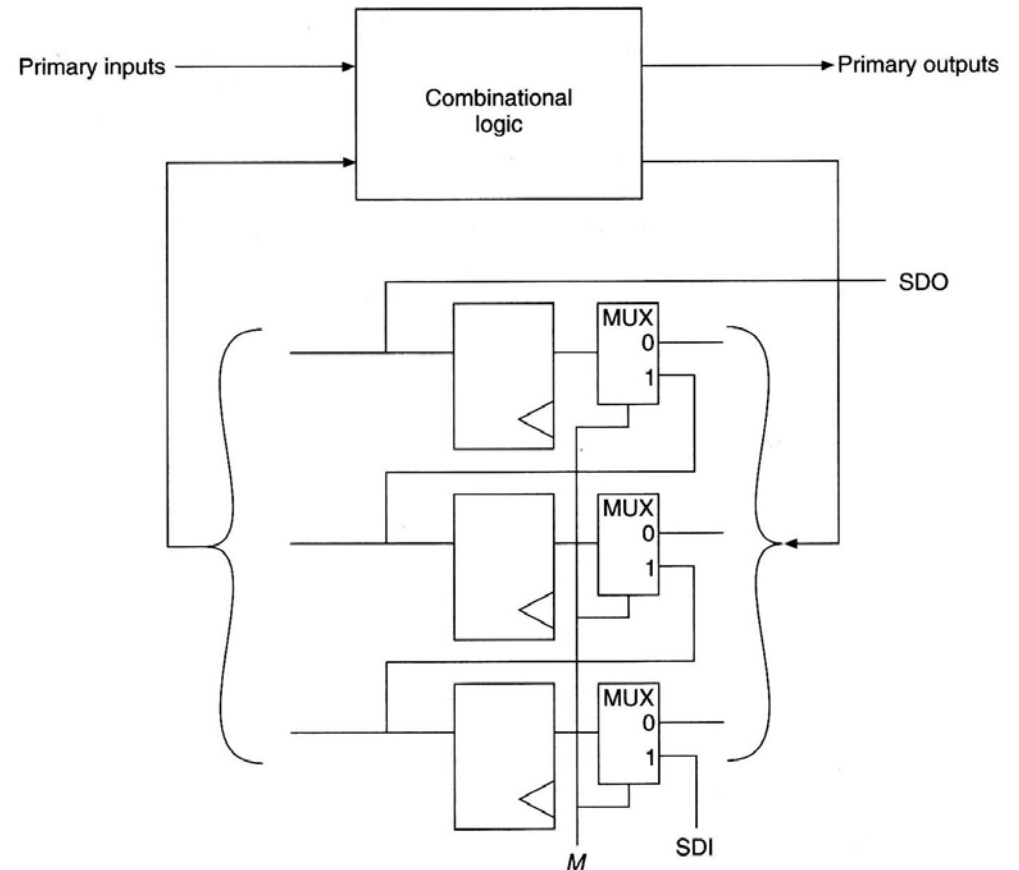 Primary inputs
Combinational
logic
Primary outputs
SDO
MUX
0
1
MUX
0
1
MUX
0
1
M
SDI